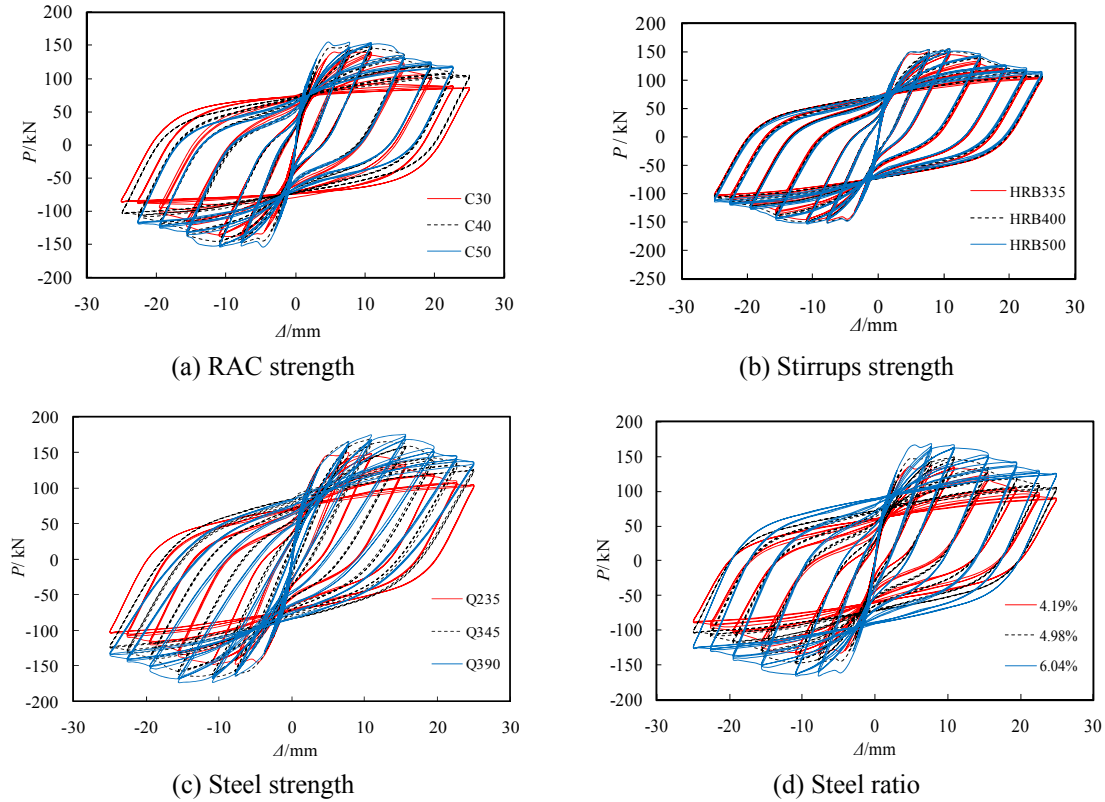 200
150
100
50
0
-50
-100
-150
-200
P/ kN
-30 -20 -10 0 10 20 30
Δ/mm
C30
C40
C50
(a) RAC strength
200
150
100
50
0
-50
-100
-150
-200
-250
P/ kN
-30 -20 -10 0 10 20 30
Δ/mm
HRB335
HRB400
HRB500
(b) Stirrups strength
200
150
100
50
0
-50
-100
-150
-200
P/ kN
-30 -20 -10 0 10 20 30
Δ/mm
Q235
Q345
Q390
(c) Steel strength
200
150
100
50
0
-50
-100
-150
-200
P/ kN
-30 -20 -10 0 10 20 30
Δ/mm
4.19%
4.98%
6.04%
(d) Steel ratio